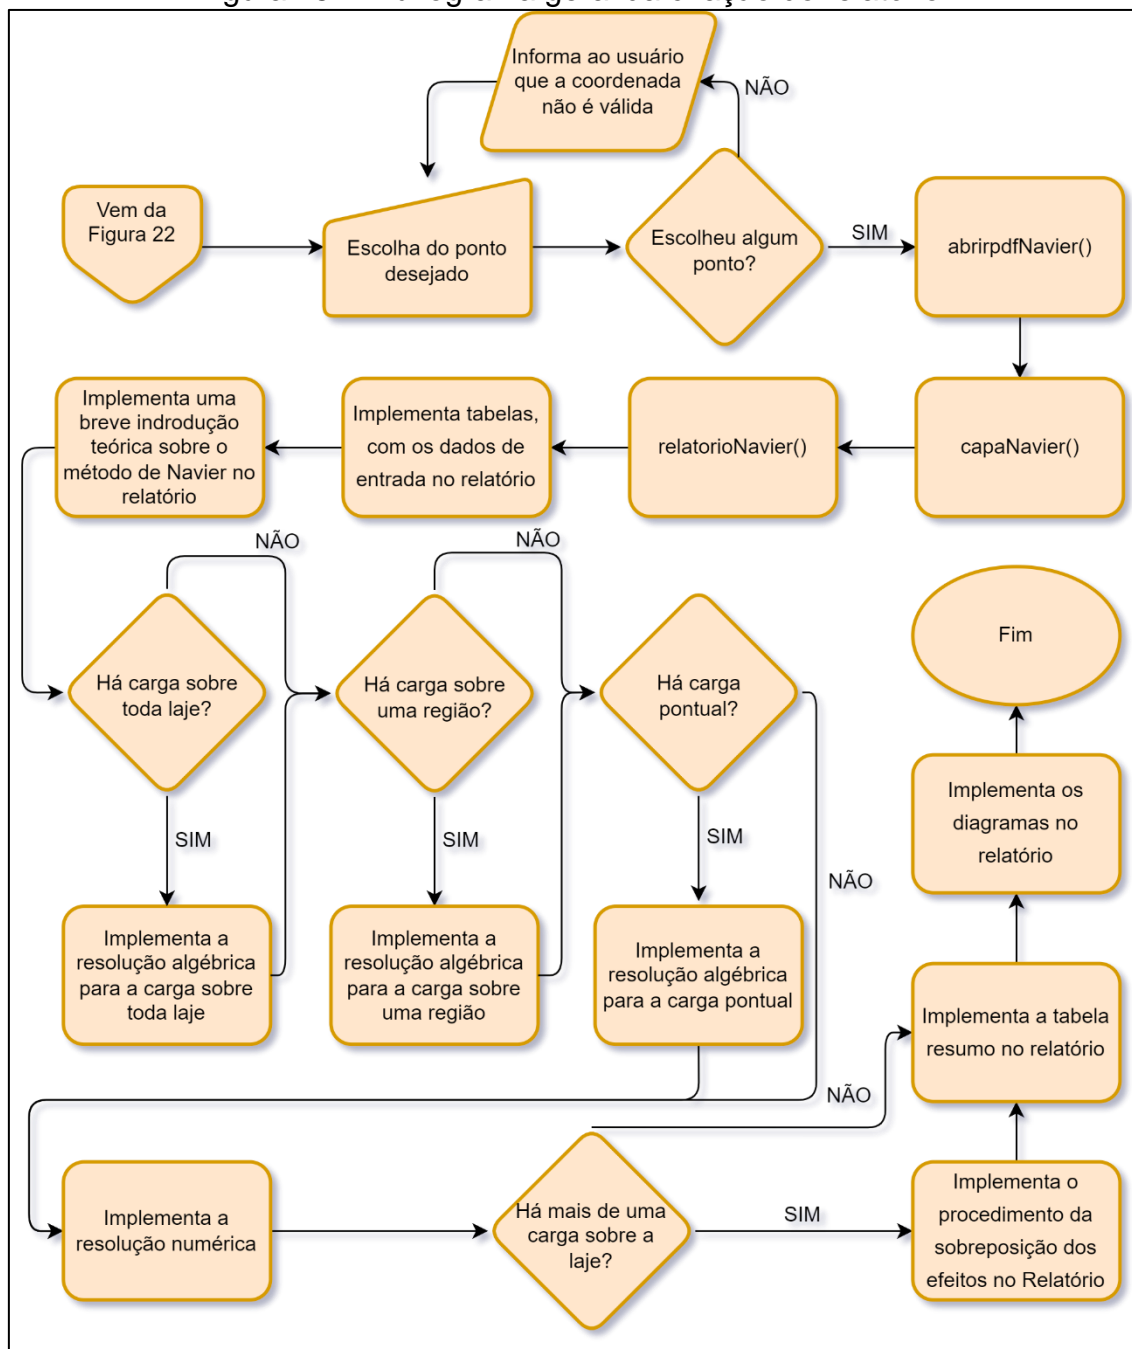 Informa ao usuário
que a coordenada
não é válida
NÃO
Vem da
Figura 22
Escolha do ponto
desejado
Escolheu algum
ponto?
SIM
abrirpdfNavier()
Implementa uma
breve indrodução
teórica sobre o
método de Navier no
relatório
Implementa tabelas,
com os dados de
entrada no relatório
relatorioNavier()
capaNavier()
NÃO
NÃO
Há carga sobre
toda laje?
Há carga sobre
uma região?
Há carga
pontual?
Fim
SIM
SIM
SIM
NÃO
Implementa os
diagramas no
relatório
Implementa a
resolução algébrica
para a carga sobre
toda laje
Implementa a
resolução algébrica
para a carga sobre
uma região
Implementa a
resolução algébrica
para a carga pontual
Implementa a tabela
resumo no relatório
NÃO
Implementa a
resolução numérica
Há mais de uma
carga sobre a
laje?
SIM
Implementa o
procedimento da
sobreposição dos
efeitos no Relatório